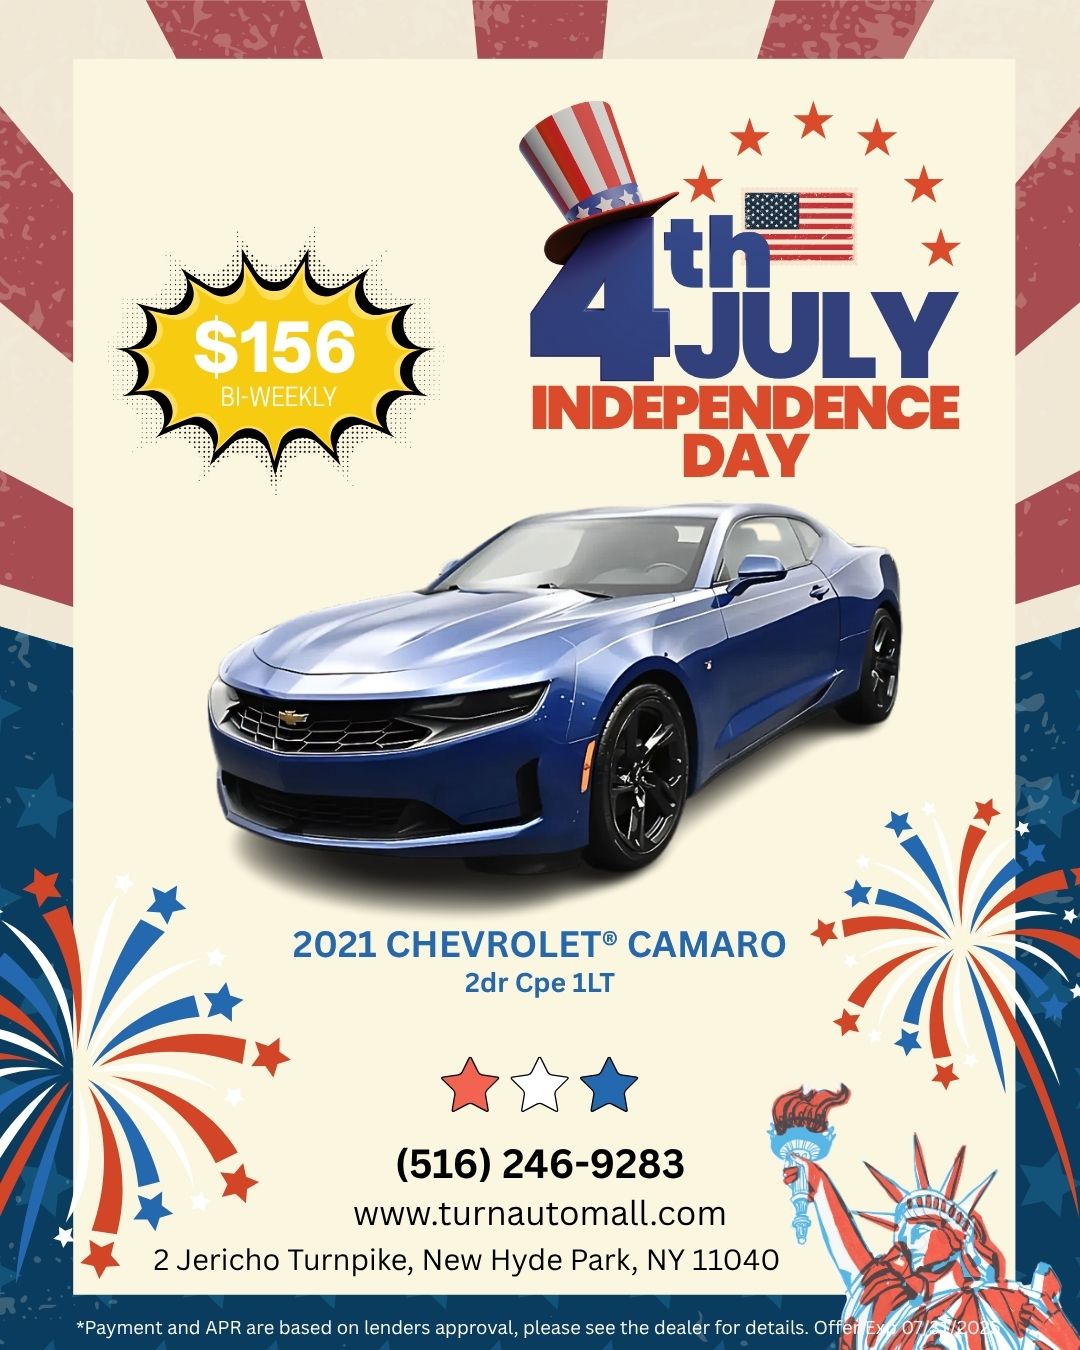 $156
BI-WEEKLY
4th
JULY
INDEPENDENCE
DAY
2021 CHEVROLET® CAMARO
2dr Cpe 1LT
(516) 246-9283
www.turnautomall.com
2 Jericho Turnpike, New Hyde Park, NY 11040
*Payment and APR are based on lenders approval, please see the dealer for details. Offer Exp